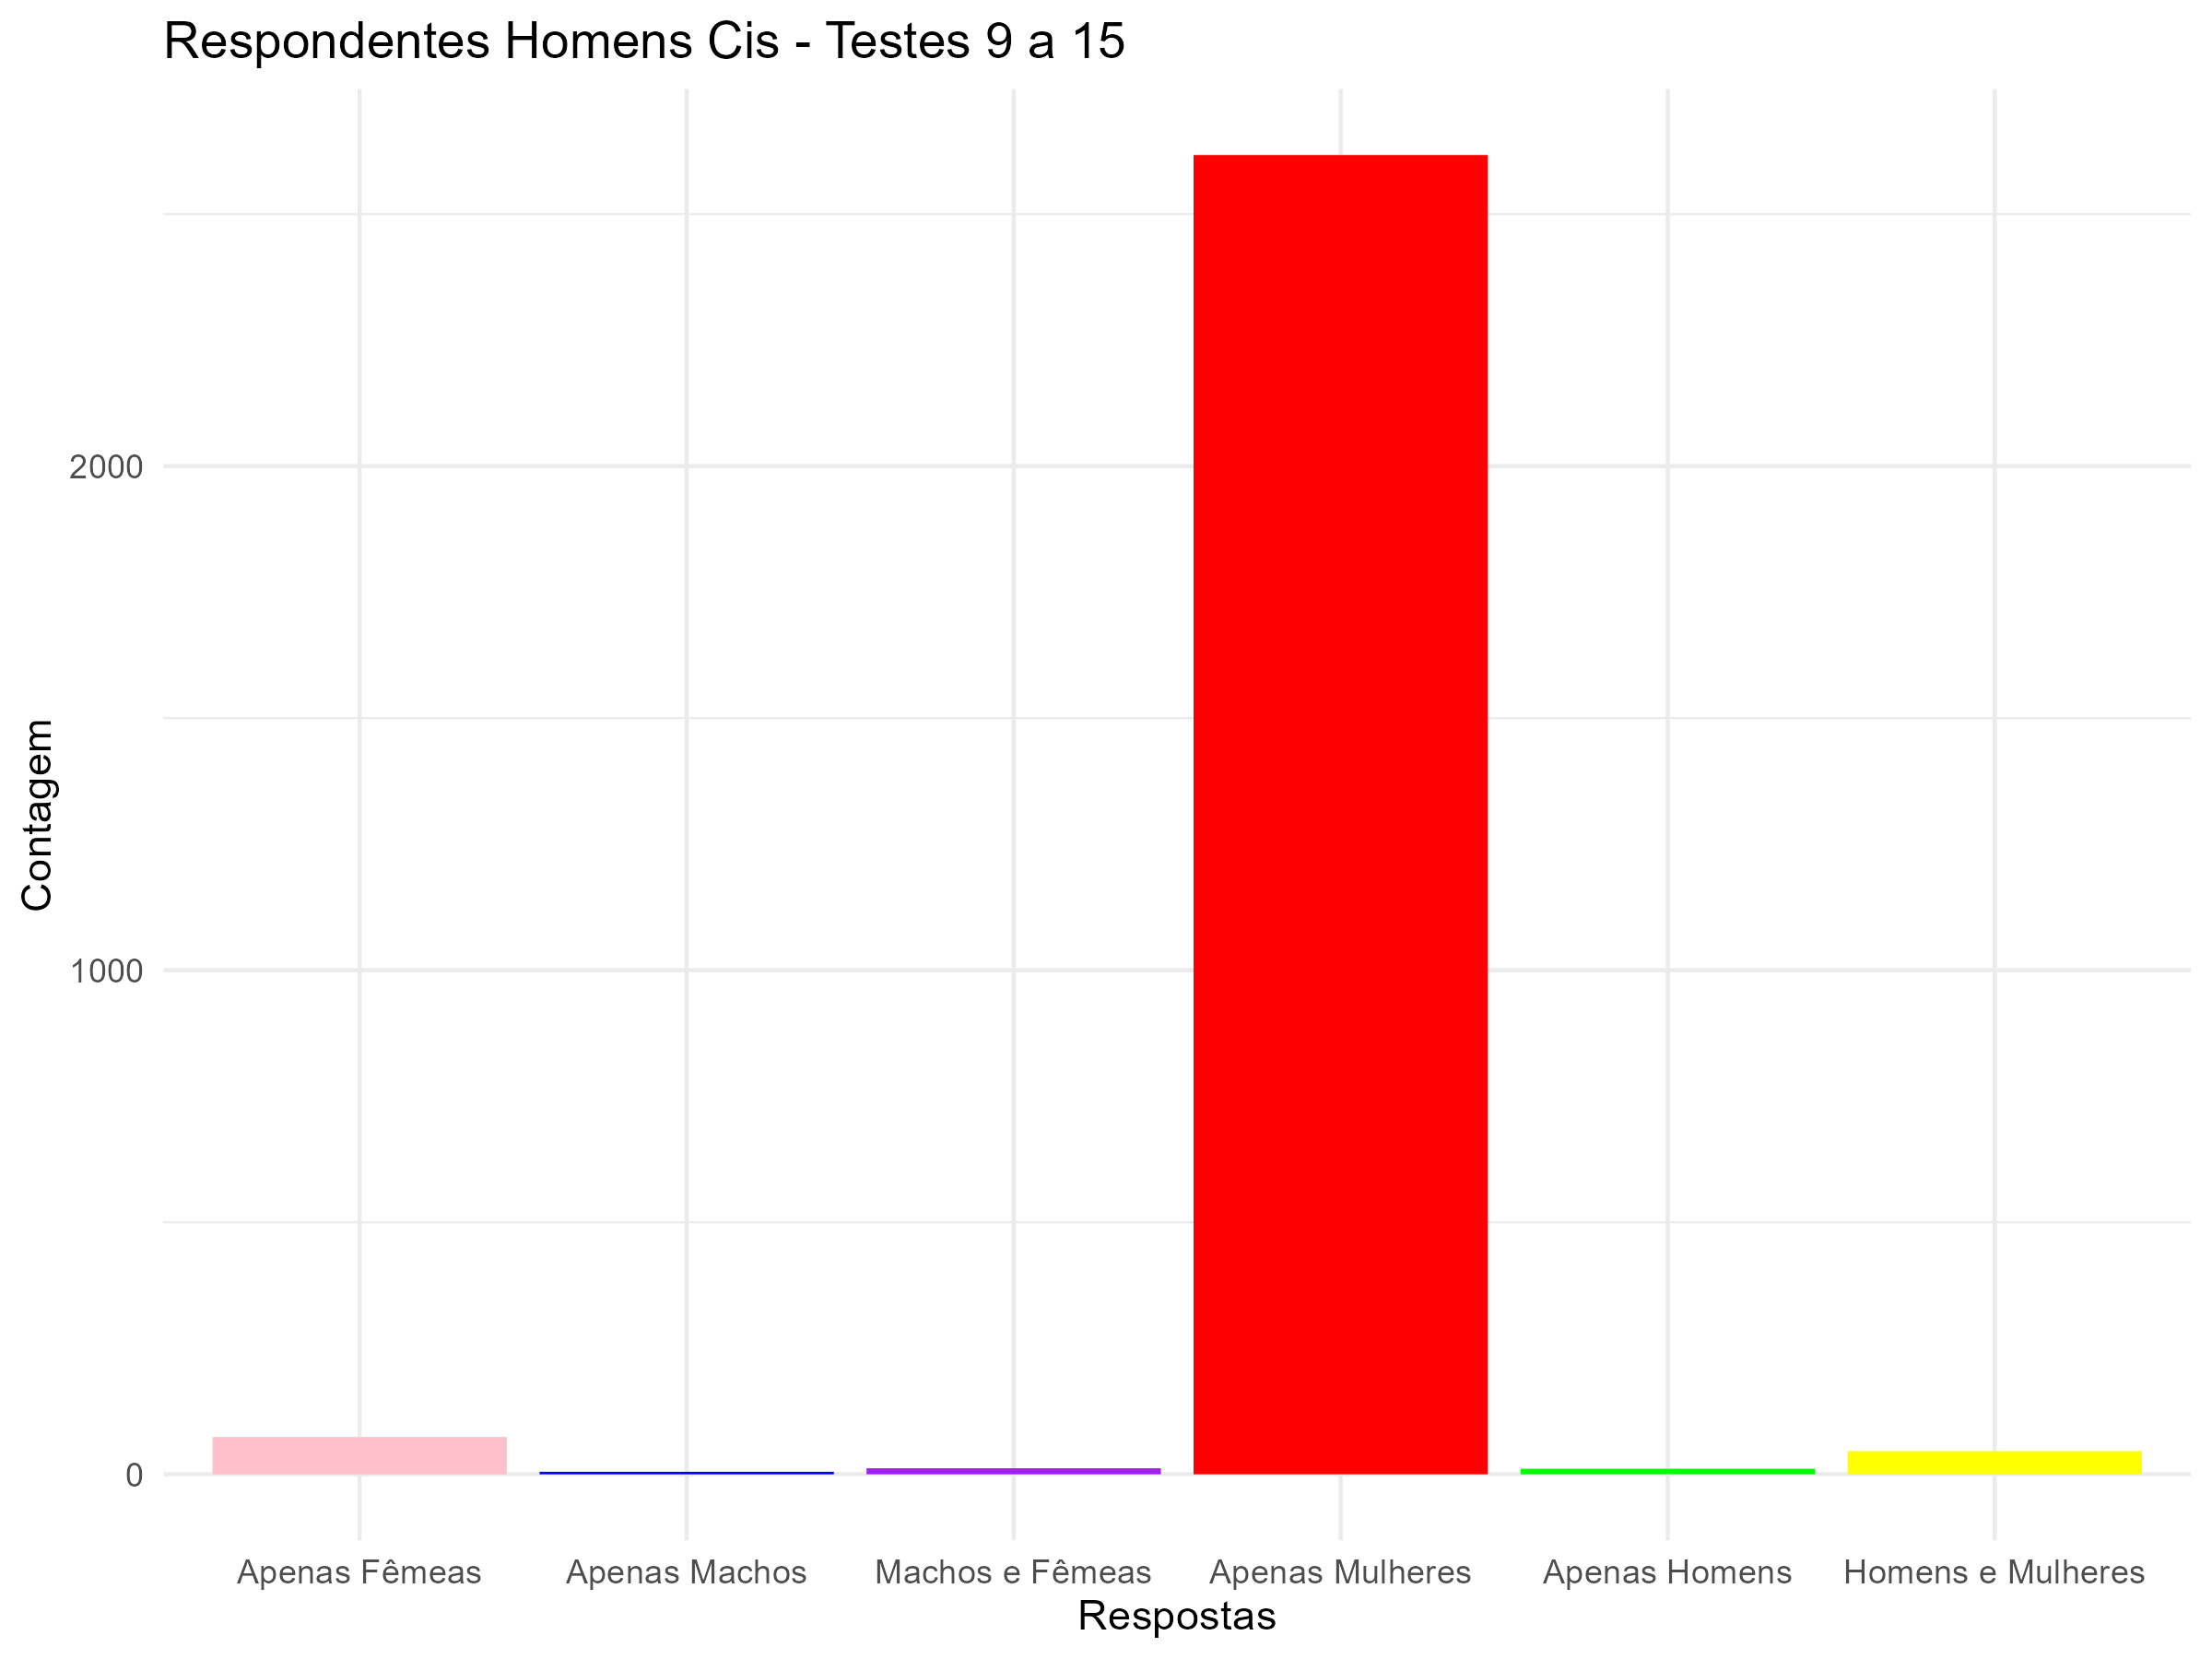 Respondentes Homens Cis - Testes 9 a 15
Contagem
2000
1000
0
Apenas Fêmeas
Apenas Machos
Machos e Fêmeas
Apenas Mulheres
Apenas Homens
Homens e Mulheres
Respostas